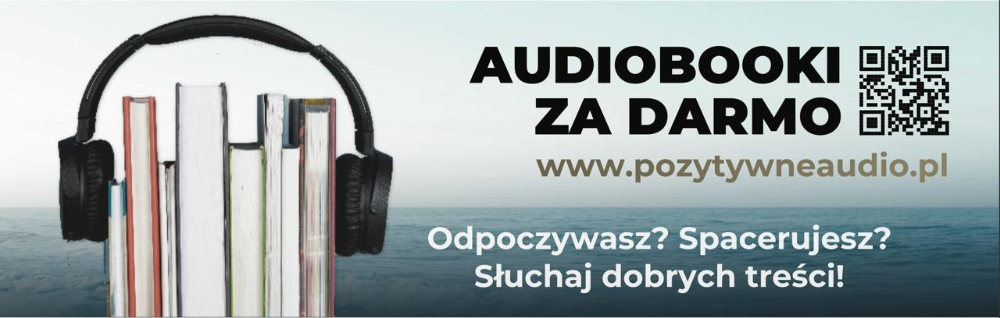 AUDIOBOOKI
ZA DARMO
www.pozytywneaudio.pl
Odpoczywasz? Spacerujesz?
Słuchaj dobrych treści!